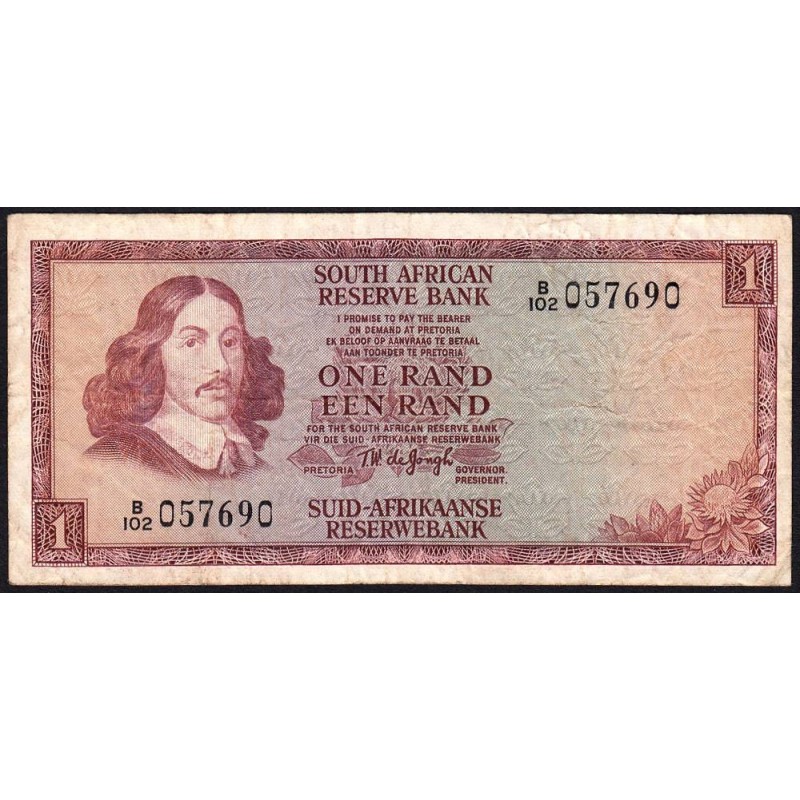 SOUTH AFRICAN
RESERVE BANK
B/102 057690
1
I PROMISE TO PAY THE BEARER
ON DEMAND AT PRETORIA
EK BELOOF OP AANVRAAG TE BETAAL
AAN TOONDER TE PRETORIA
ONE RAND
EEN RAND
FOR THE SOUTH AFRICAN RESERVE BANK
VIR DIE SUID-AFRIKAANSE RESERWEBANK
T.W. de Jongh
PRETORIA GOVERNOR.
PRESIDENT.
B/102 057690
1
SUID-AFRIKAANSE
RESERWEBANK